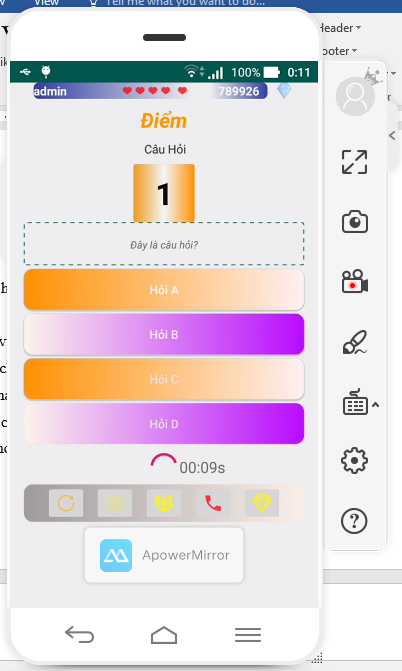 View
Tell me what you want to do...
Header
ooter
100% 0:11
admin 789926
Điểm
Câu Hỏi
1
Đây là câu hỏi?
Hỏi A
Hỏi B
Hỏi C
Hỏi D
00:09s
ApowerMirror